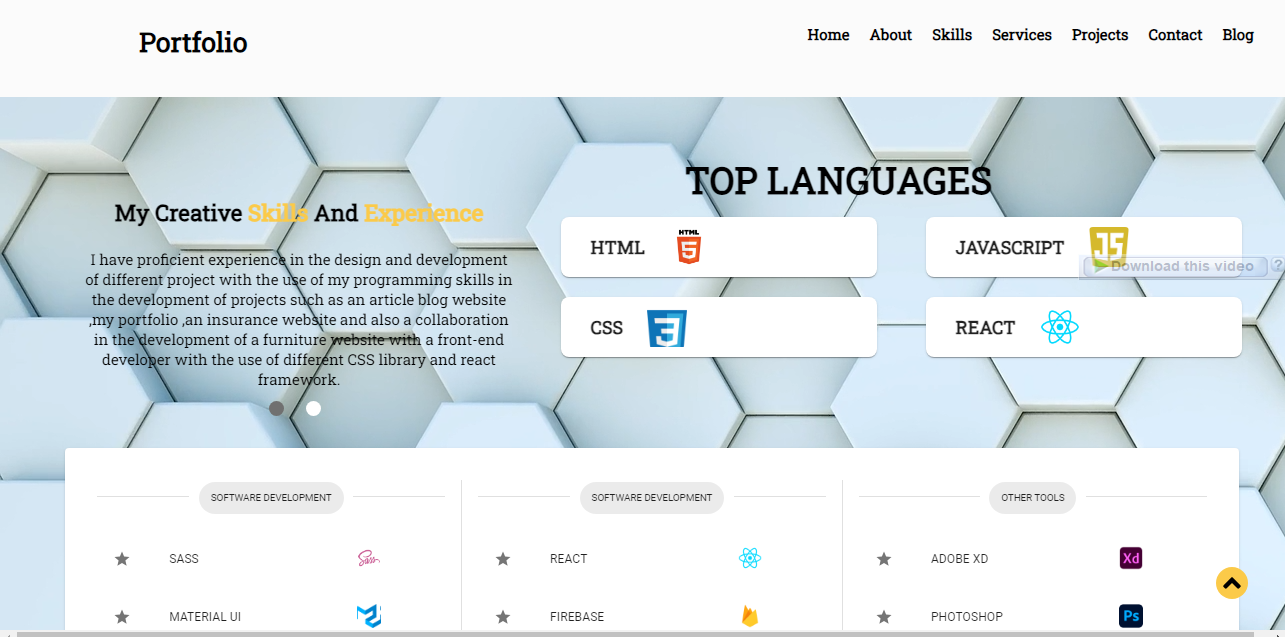 Portfolio
Home About Skills Services Projects Contact Blog
My Creative Skills And Experience
I have proficient experience in the design and development
of different project with the use of my programming skills in
the development of projects such as an article blog website
,my portfolio ,an insurance website and also a collaboration
in the development of a furniture website with a front-end
developer with the use of different CSS library and react
framework.
TOP LANGUAGES
HTML HTML 5
JAVASCRIPT JS
Download this video ?
CSS 3
REACT
SOFTWARE DEVELOPMENT
SASS Sass
MATERIAL UI
SOFTWARE DEVELOPMENT
REACT
FIREBASE
OTHER TOOLS
ADOBE XD Xd
PHOTOSHOP Ps